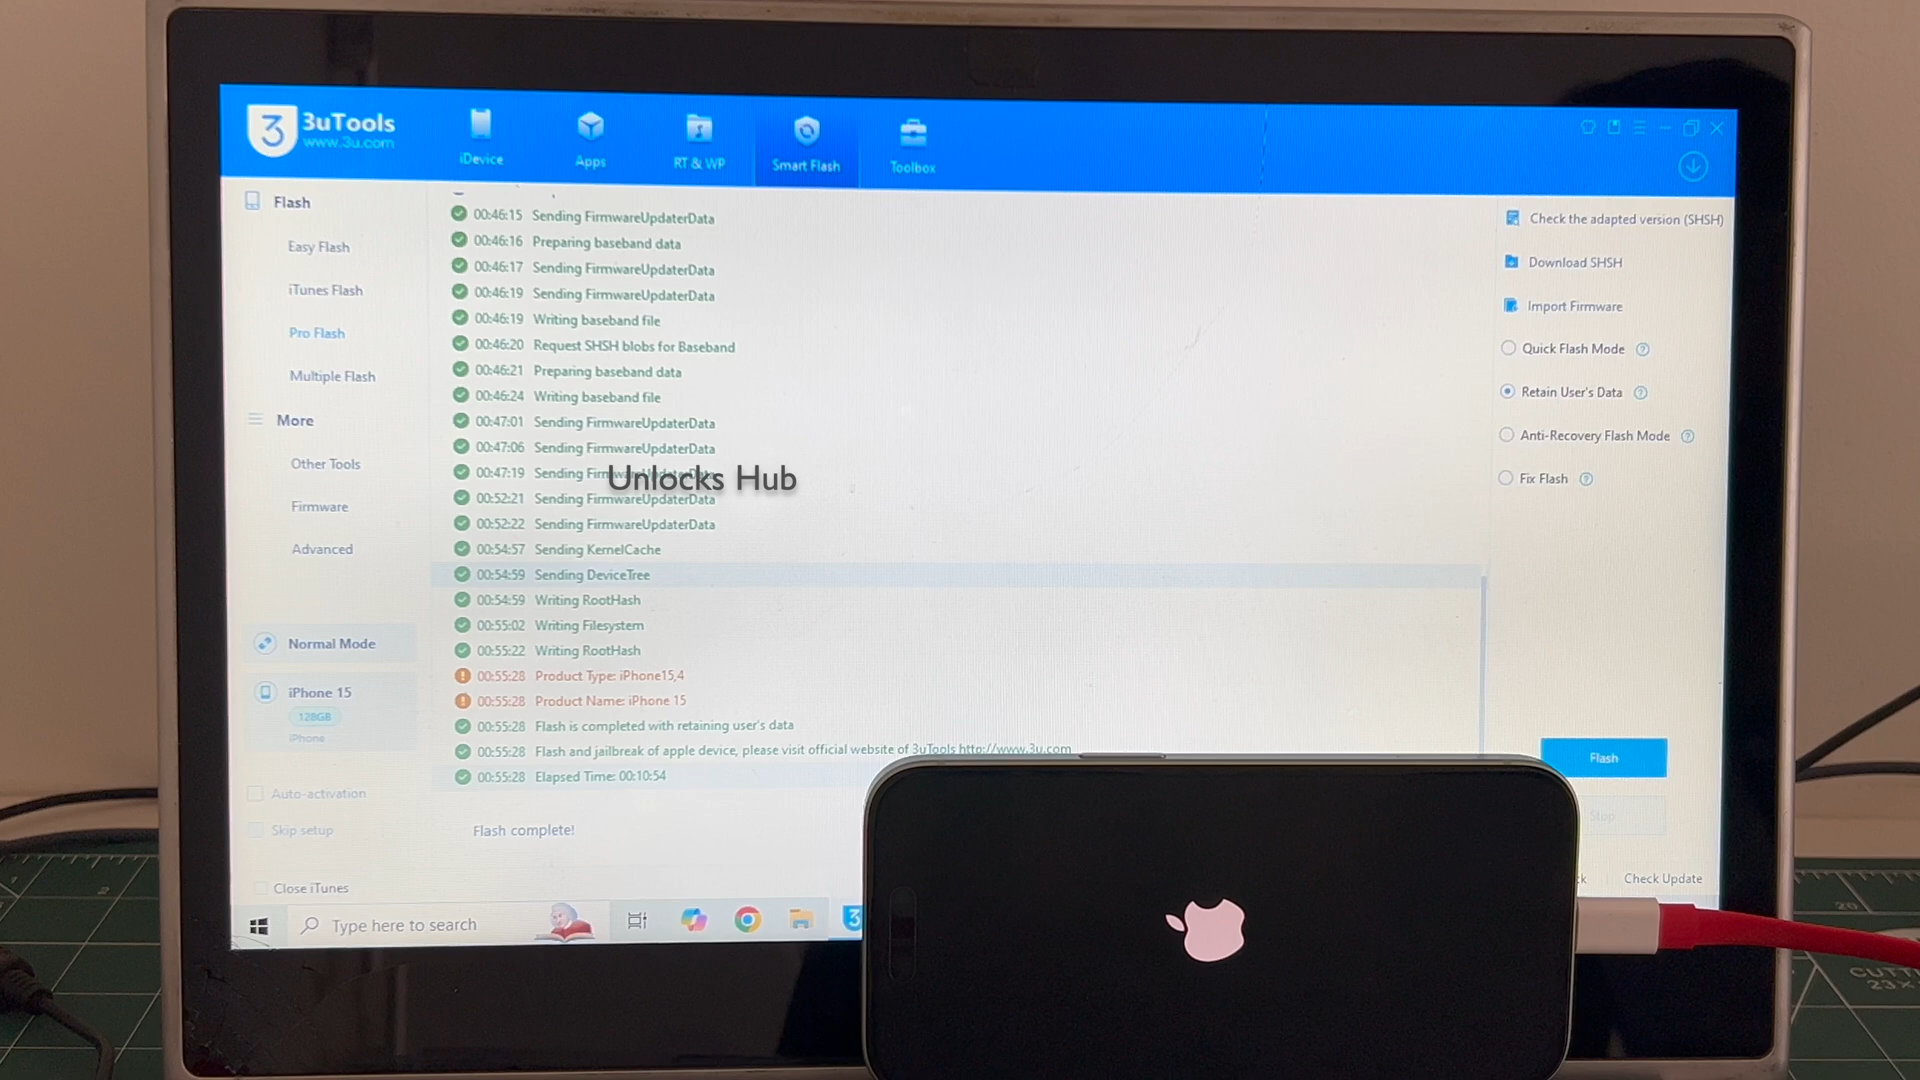 3uTools
www.3u.com
iDevice
Apps
RT & WP
Smart Flash
Toolbox
Flash
Easy Flash
iTunes Flash
Pro Flash
Multiple Flash
More
Other Tools
Firmware
Advanced
Normal Mode
iPhone 15
128GB
iPhone
Auto-activation
Skip setup
Close iTunes
00:46:15 Sending FirmwareUpdaterData
00:46:16 Preparing baseband data
00:46:17 Sending FirmwareUpdaterData
00:46:19 Sending FirmwareUpdaterData
00:46:19 Writing baseband file
00:46:20 Request SHSH blobs for Baseband
00:46:21 Preparing baseband data
00:46:24 Writing baseband file
00:47:01 Sending FirmwareUpdaterData
00:47:06 Sending FirmwareUpdaterData
00:47:19 Sending FirmwareUpdaterData
Unlocks Hub
00:52:21 Sending FirmwareUpdaterData
00:52:22 Sending FirmwareUpdaterData
00:54:57 Sending KernelCache
00:54:59 Sending DeviceTree
00:54:59 Writing RootHash
00:55:02 Writing Filesystem
00:55:22 Writing RootHash
00:55:28 Product Type: iPhone15,4
00:55:28 Product Name: iPhone 15
00:55:28 Flash is completed with retaining user's data
00:55:28 Flash and jailbreak of apple device, please visit official website of 3uTools http://www.3u.com
00:55:28 Elapsed Time: 00:10:54
Flash complete!
Check the adapted version (SHSH)
Download SHSH
Import Firmware
Quick Flash Mode
Retain User's Data
Anti-Recovery Flash Mode
Fix Flash
Flash
Stop
Check Update
Type here to search